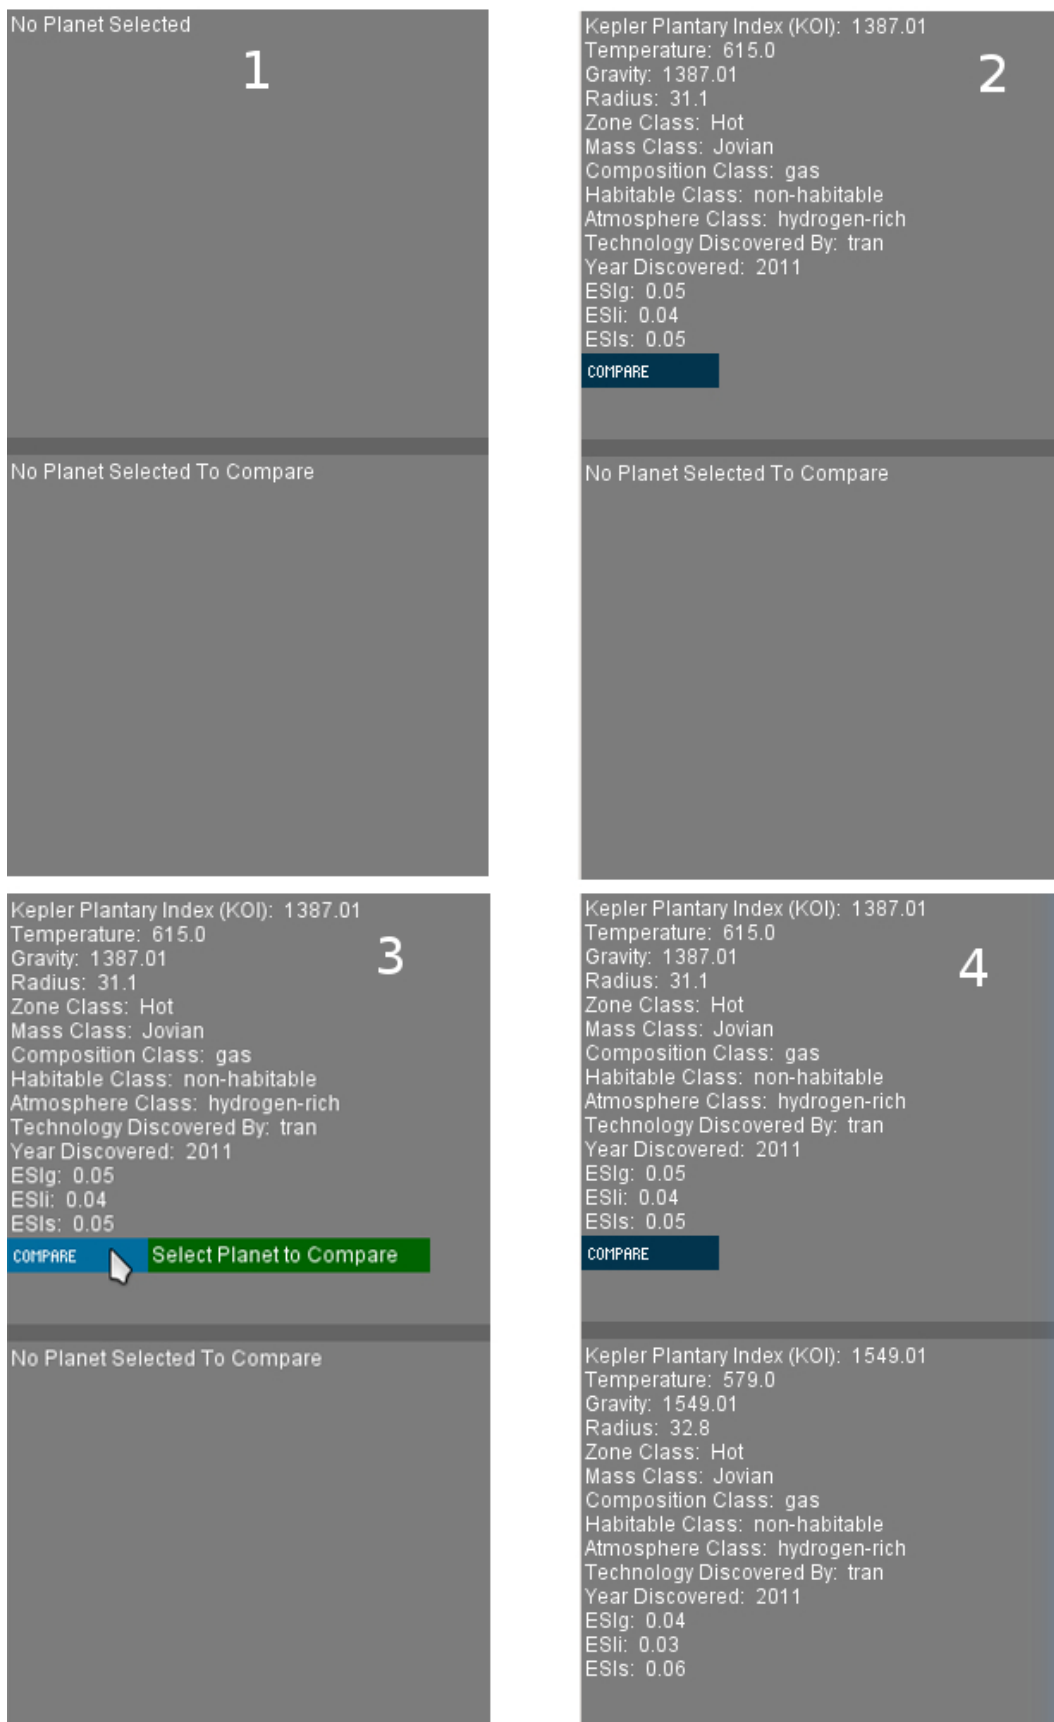 No Planet Selected
1
No Planet Selected To Compare
Kepler Plantary Index (KOI): 1387.01
Temperature: 615.0
2
Gravity: 1387.01
Radius: 31.1
Zone Class: Hot
Mass Class: Jovian
Composition Class: gas
Habitable Class: non-habitable
Atmosphere Class: hydrogen-rich
Technology Discovered By: tran
Year Discovered: 2011
ESIg: 0.05
ESIi: 0.04
ESIs: 0.05
COMPARE
No Planet Selected To Compare
Kepler Plantary Index (KOI): 1387.01
Temperature: 615.0
3
Gravity: 1387.01
Radius: 31.1
Zone Class: Hot
Mass Class: Jovian
Composition Class: gas
Habitable Class: non-habitable
Atmosphere Class: hydrogen-rich
Technology Discovered By: tran
Year Discovered: 2011
ESIg: 0.05
ESIi: 0.04
ESIs: 0.05
COMPARE Select Planet to Compare
No Planet Selected To Compare
Kepler Plantary Index (KOI): 1387.01
Temperature: 615.0
Gravity: 1387.01
4
Radius: 31.1
Zone Class: Hot
Mass Class: Jovian
Composition Class: gas
Habitable Class: non-habitable
Atmosphere Class: hydrogen-rich
Technology Discovered By: tran
Year Discovered: 2011
ESIg: 0.05
ESIi: 0.04
ESIs: 0.05
COMPARE
Kepler Plantary Index (KOI): 1549.01
Temperature: 579.0
Gravity: 1549.01
Radius: 32.8
Zone Class: Hot
Mass Class: Jovian
Composition Class: gas
Habitable Class: non-habitable
Atmosphere Class: hydrogen-rich
Technology Discovered By: tran
Year Discovered: 2011
ESIg: 0.04
ESIi: 0.03
ESIs: 0.06